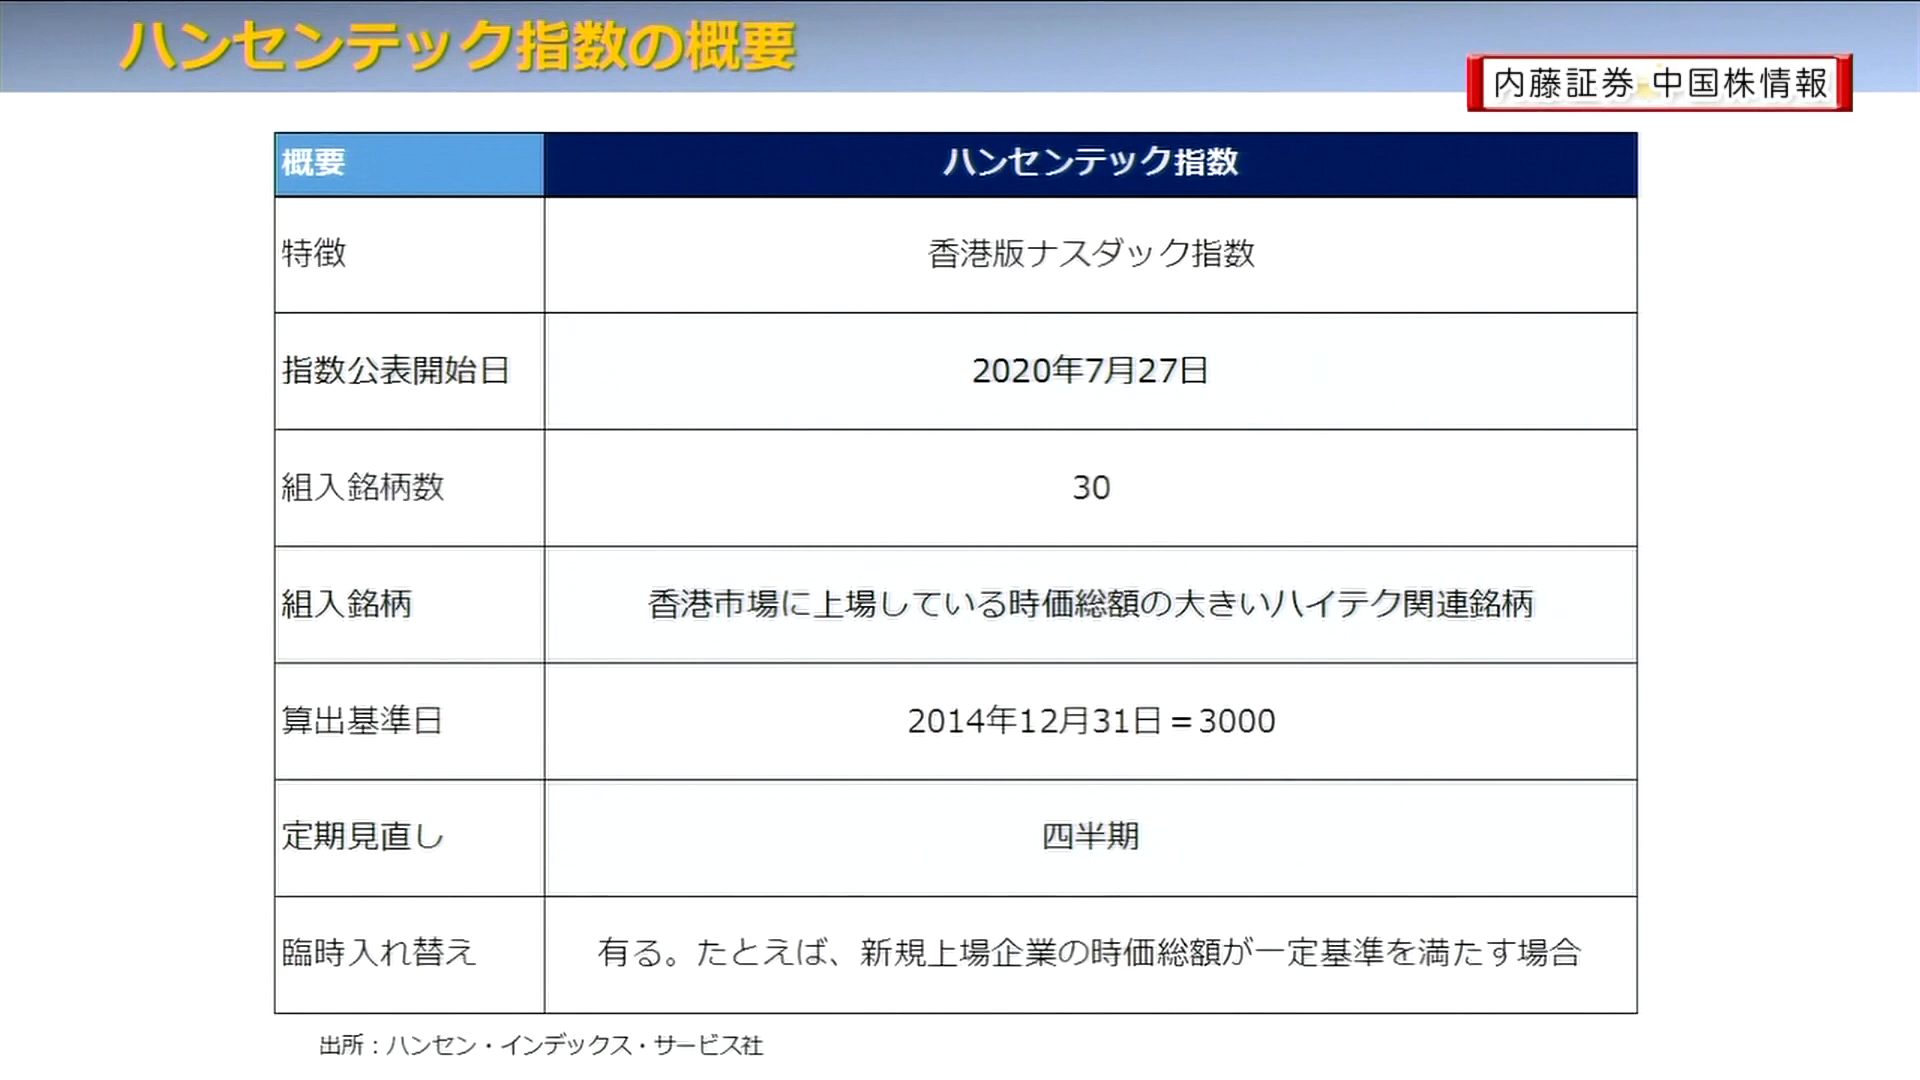 ハンセンテック指数の概要
内藤証券 中国株情報
概要 ハンセンテック指数
特徴 香港版ナスダック指数
指数公表開始日 2020年7月27日
組入銘柄数 30
組入銘柄 香港市場に上場している時価総額の大きいハイテク関連銘柄
算出基準日 2014年12月31日＝3000
定期見直し 四半期
臨時入れ替え 有る。たとえば、新規上場企業の時価総額が一定基準を満たす場合
出所：ハンセン・インデックス・サービス社